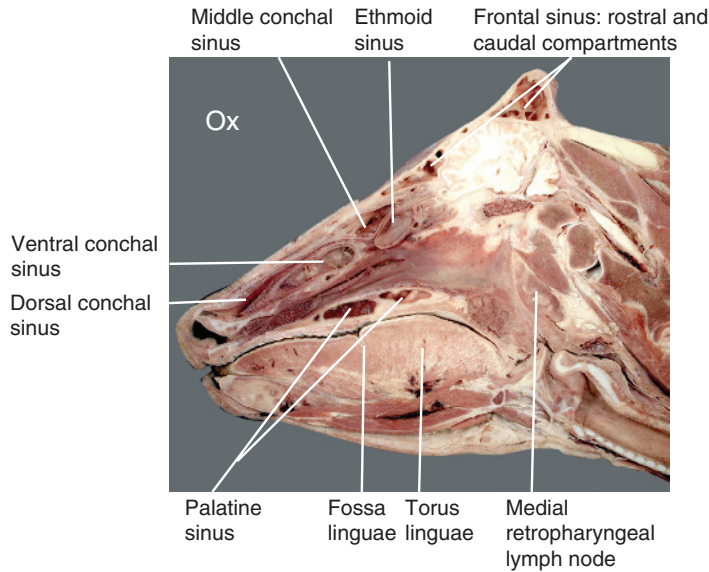 Middle conchal
sinus
Ethmoid
sinus
Frontal sinus: rostral and
caudal compartments
Ox
Ventral conchal
sinus
Dorsal conchal
sinus
Palatine
sinus
Fossa
linguae
Torus
linguae
Medial
retropharyngeal
lymph node